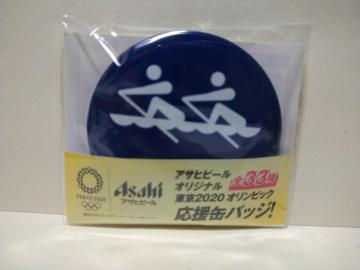 TOKYO 2020
Asahi
アサヒビール
アサヒビール
オリジナル
全33種
東京2020オリンピック
応援缶バッジ!